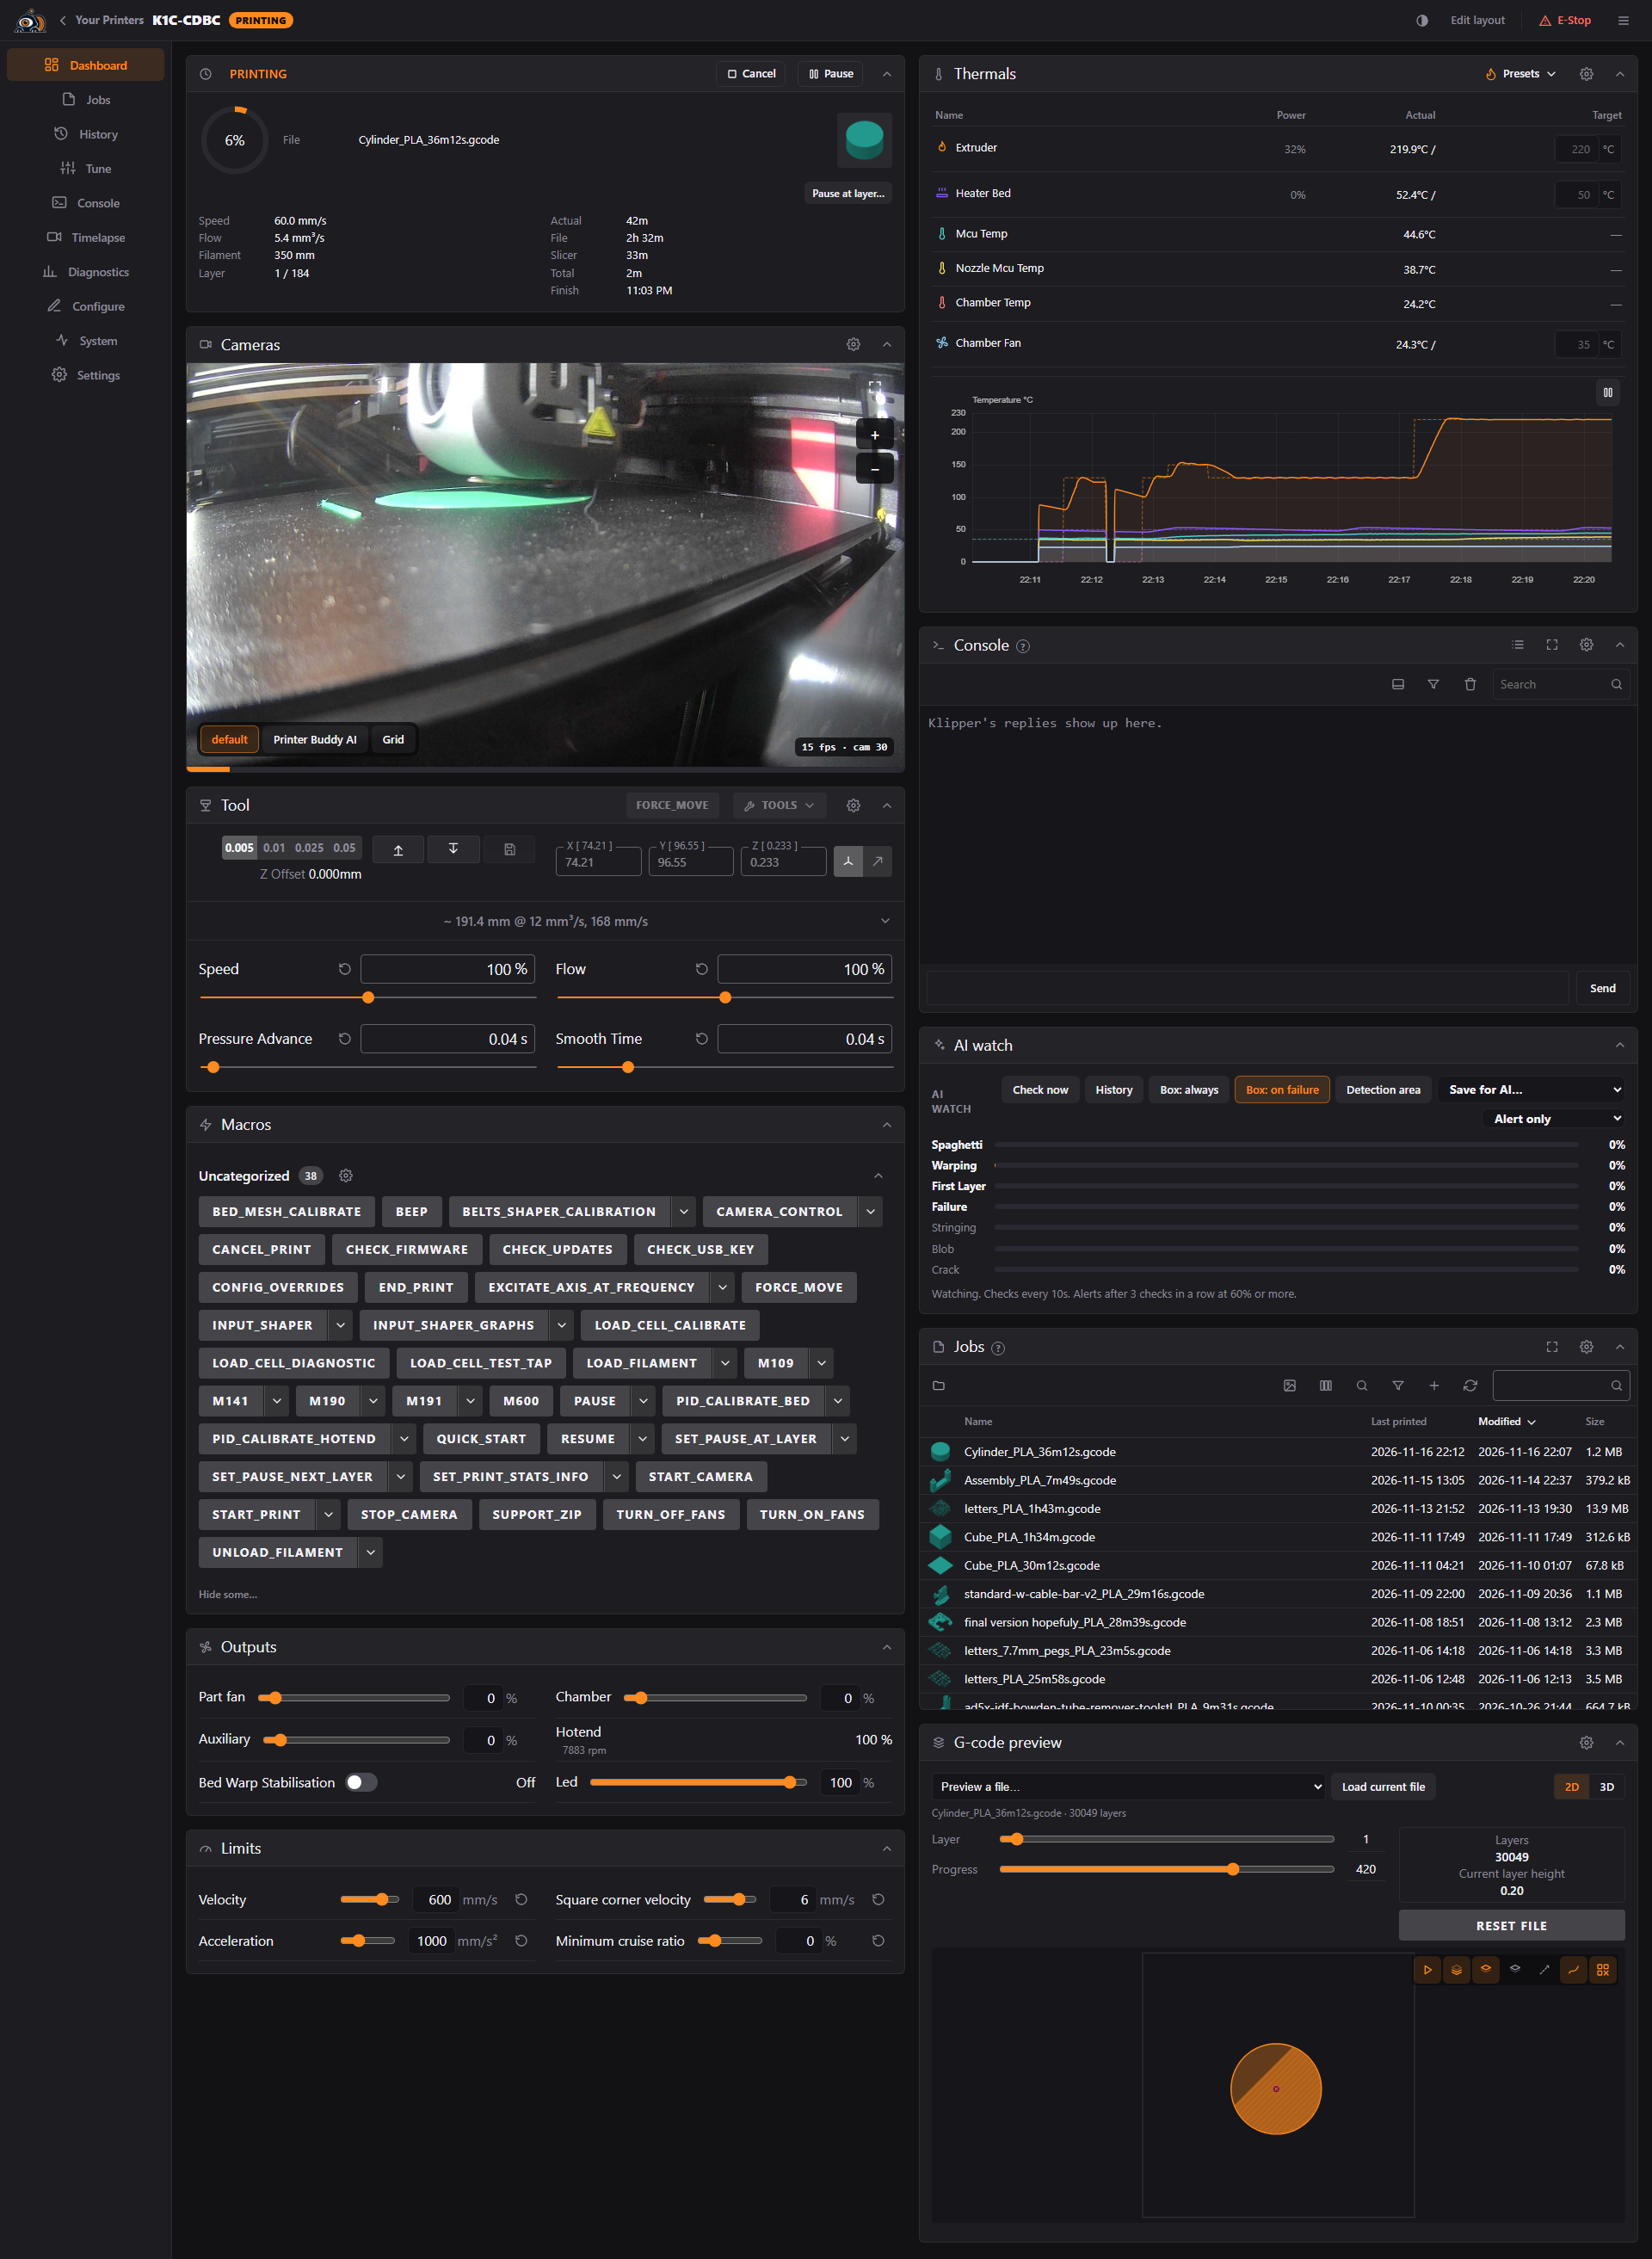 Your Printers K1C-CDBC PRINTING
Edit layout E-Stop
Dashboard
Jobs
History
Tune
Console
Timelapse
Diagnostics
Configure
System
Settings
PRINTING Cancel Pause
6% File Cylinder_PLA_36m12s.gcode
Pause at layer...
Speed 60.0 mm/s Actual 42m
Flow 5.4 mm³/s File 2h 32m
Filament 350 mm Slicer 33m
Layer 1 / 184 Total 2m
Finish 11:03 PM
Cameras
default Printer Buddy AI Grid
15 fps · cam 30
Tool FORCE_MOVE TOOLS
0.005 0.01 0.025 0.05
Z Offset 0.000mm
X [ 74.21 ] Y [ 96.55 ] Z [ 0.233 ]
74.21 96.55 0.233
~ 191.4 mm @ 12 mm³/s, 168 mm/s
Speed 100 % Flow 100 %
Pressure Advance 0.04 s Smooth Time 0.04 s
Macros
Uncategorized 38
BED_MESH_CALIBRATE BEEP BELTS_SHAPER_CALIBRATION CAMERA_CONTROL
CANCEL_PRINT CHECK_FIRMWARE CHECK_UPDATES CHECK_USB_KEY
CONFIG_OVERRIDES END_PRINT EXCITATE_AXIS_AT_FREQUENCY FORCE_MOVE
INPUT_SHAPER INPUT_SHAPER_GRAPHS LOAD_CELL_CALIBRATE
LOAD_CELL_DIAGNOSTIC LOAD_CELL_TEST_TAP LOAD_FILAMENT M109
M141 M190 M191 M600 PAUSE PID_CALIBRATE_BED
PID_CALIBRATE_HOTEND QUICK_START RESUME SET_PAUSE_AT_LAYER
SET_PAUSE_NEXT_LAYER SET_PRINT_STATS_INFO START_CAMERA
START_PRINT STOP_CAMERA SUPPORT_ZIP TURN_OFF_FANS TURN_ON_FANS
UNLOAD_FILAMENT
Hide some...
Outputs
Part fan 0 % Chamber 0 %
Auxiliary 0 % Hotend 100 %
7883 rpm
Bed Warp Stabilisation Off Led 100 %
Limits
Velocity 600 mm/s Square corner velocity 6 mm/s
Acceleration 1000 mm/s² Minimum cruise ratio 0 %
Thermals Presets
Name Power Actual Target
Extruder 32% 219.9°C / 220 °C
Heater Bed 0% 52.4°C / 50 °C
Mcu Temp 44.6°C —
Nozzle Mcu Temp 38.7°C —
Chamber Temp 24.2°C —
Chamber Fan 24.3°C / 35 °C
Temperature °C
230
200
150
100
50
0
22:11 22:12 22:13 22:14 22:15 22:16 22:17 22:18 22:19 22:20
Console ?
Search
Klipper's replies show up here.
Send
AI watch
AI WATCH Check now History Box: always Box: on failure Detection area Save for AI...
Alert only
Spaghetti 0%
Warping 0%
First Layer 0%
Failure 0%
Stringing 0%
Blob 0%
Crack 0%
Watching. Checks every 10s. Alerts after 3 checks in a row at 60% or more.
Jobs ?
Name Last printed Modified Size
Cylinder_PLA_36m12s.gcode 2026-11-16 22:12 2026-11-16 22:07 1.2 MB
Assembly_PLA_7m49s.gcode 2026-11-15 13:05 2026-11-14 22:37 379.2 kB
letters_PLA_1h43m.gcode 2026-11-13 21:52 2026-11-13 19:30 13.9 MB
Cube_PLA_1h34m.gcode 2026-11-11 17:49 2026-11-11 17:49 312.6 kB
Cube_PLA_30m12s.gcode 2026-11-11 04:21 2026-11-10 01:07 67.8 kB
standard-w-cable-bar-v2_PLA_29m16s.gcode 2026-11-09 22:00 2026-11-09 20:36 1.1 MB
final version hopefuly_PLA_28m39s.gcode 2026-11-08 18:51 2026-11-08 13:12 2.3 MB
letters_7.7mm_pegs_PLA_23m5s.gcode 2026-11-06 14:18 2026-11-06 14:18 3.3 MB
letters_PLA_25m58s.gcode 2026-11-06 12:48 2026-11-06 12:13 3.5 MB
ad5x-idf-bowden-tube-remover-toolstl_PLA_9m31s.gcode 2026-11-10 00:35 2026-10-26 21:44 664.7 kB
G-code preview
Preview a file... Load current file 2D 3D
Cylinder_PLA_36m12s.gcode · 30049 layers
Layer 1
Progress 420
Layers
30049
Current layer height
0.20
RESET FILE